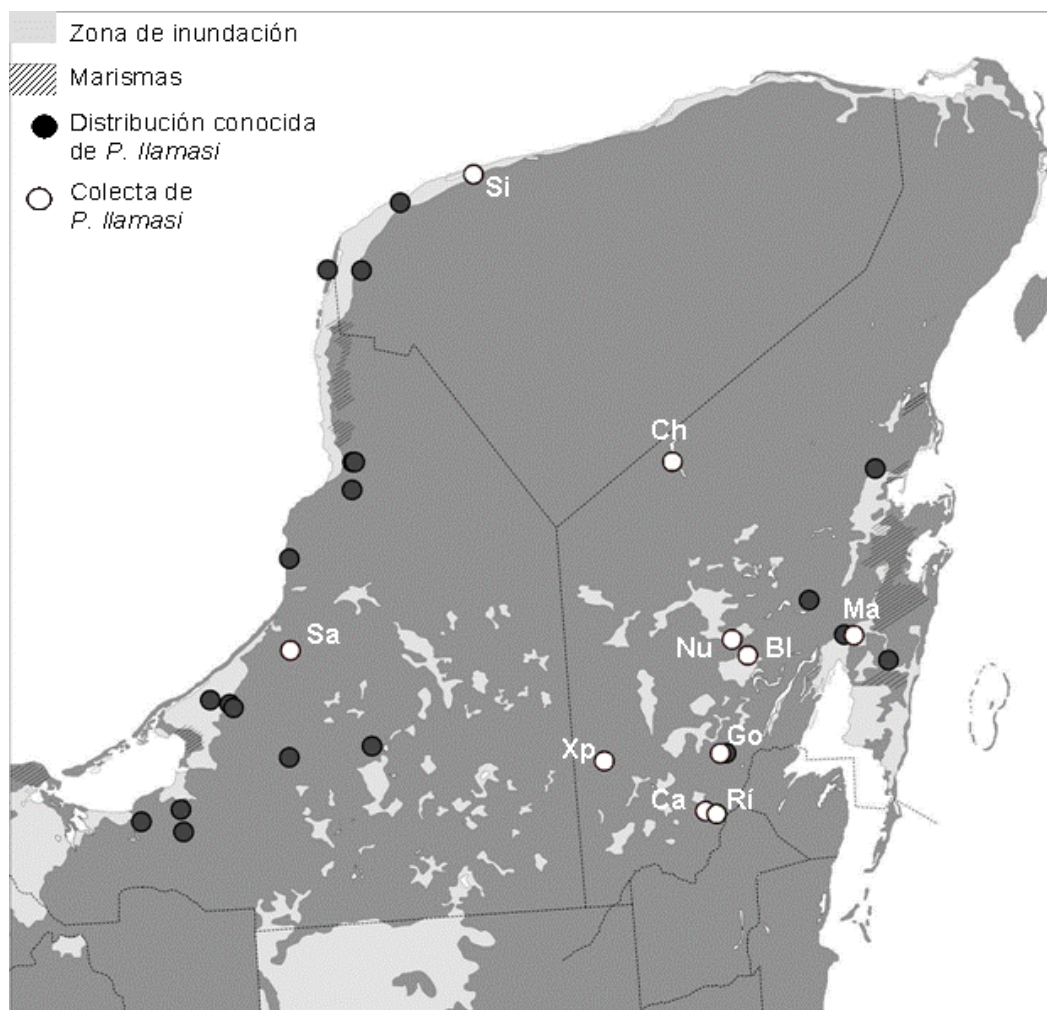 Zona de inundación
Marismas
Distribución conocida
de P. llamasi
Colecta de
P. llamasi
Si
Ch
Sa
Ma
Nu
Bl
Go
Xp
Ca
Rí